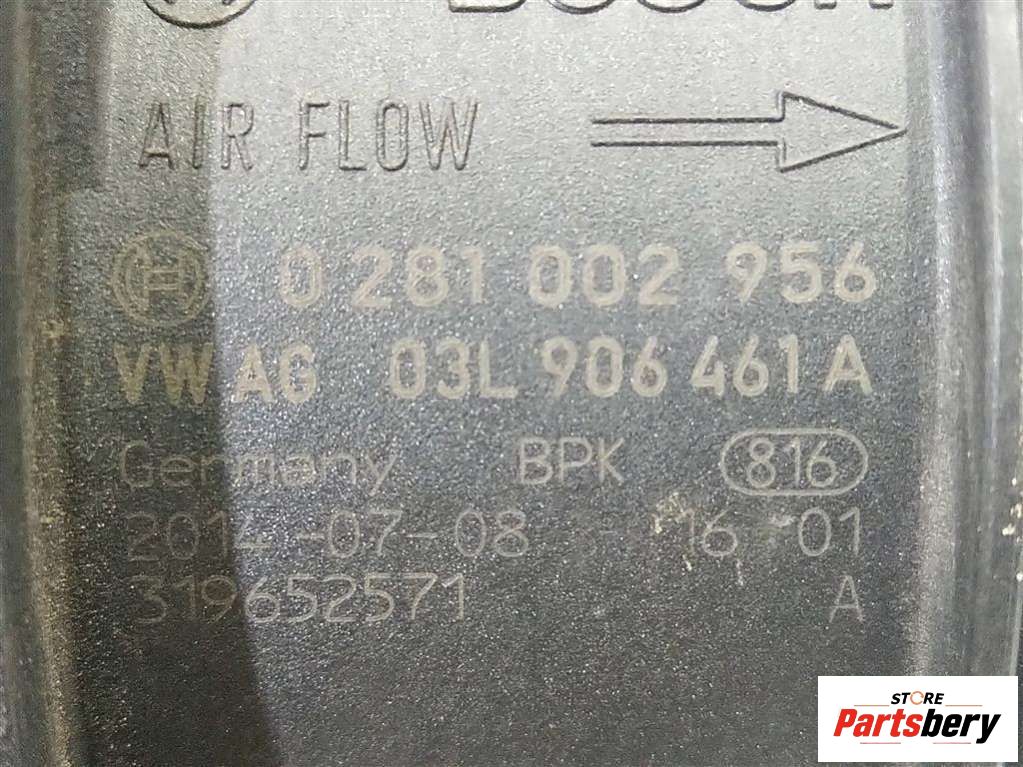 BOSCH
AIR FLOW
0 281 002 956
VW AG 03L 906 461 A
Germany BPK 816
2014-07-08 16 01
319652571 A
STORE
Partsbery